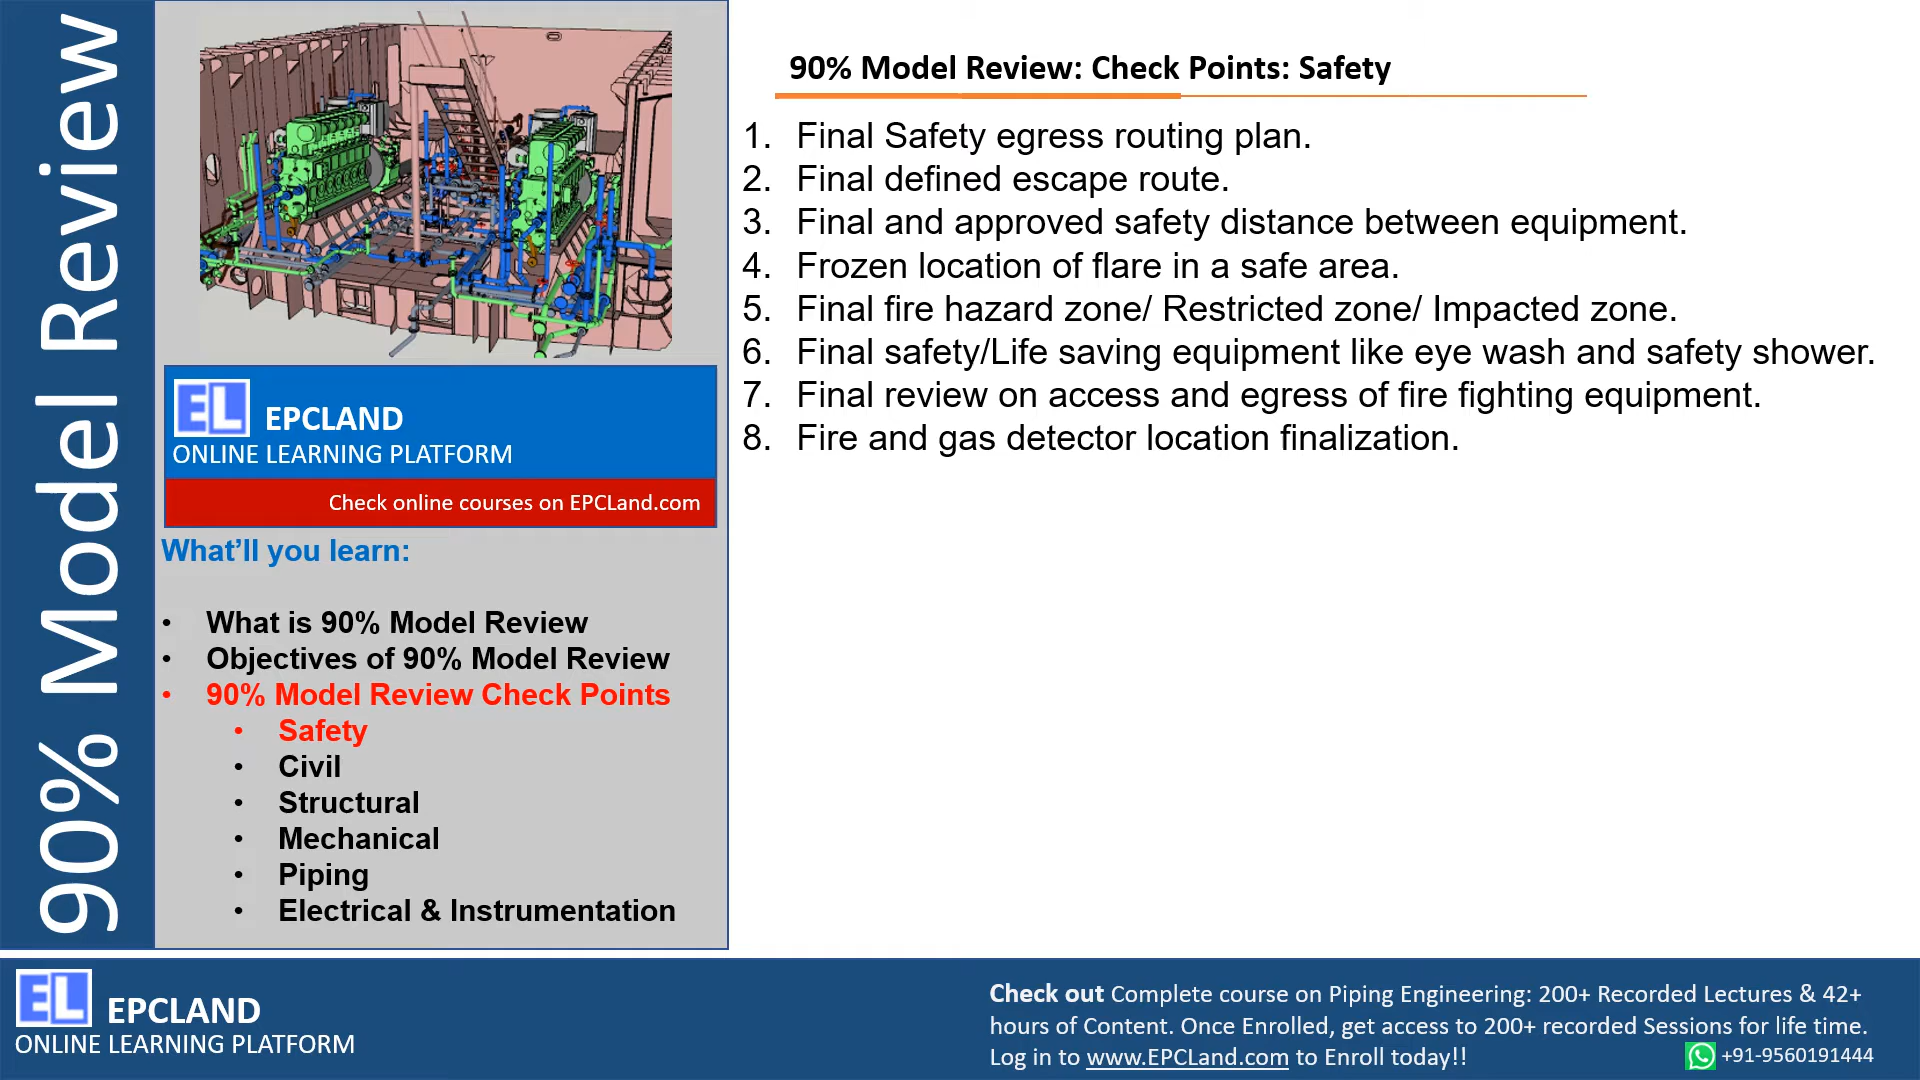 90% Model Review
EL EPCLAND
ONLINE LEARNING PLATFORM
Check online courses on EPCLand.com
What’ll you learn:
• What is 90% Model Review
• Objectives of 90% Model Review
• 90% Model Review Check Points
• Safety
• Civil
• Structural
• Mechanical
• Piping
• Electrical & Instrumentation
90% Model Review: Check Points: Safety
1. Final Safety egress routing plan.
2. Final defined escape route.
3. Final and approved safety distance between equipment.
4. Frozen location of flare in a safe area.
5. Final fire hazard zone/ Restricted zone/ Impacted zone.
6. Final safety/Life saving equipment like eye wash and safety shower.
7. Final review on access and egress of fire fighting equipment.
8. Fire and gas detector location finalization.
EL EPCLAND
ONLINE LEARNING PLATFORM
Check out Complete course on Piping Engineering: 200+ Recorded Lectures & 42+
hours of Content. Once Enrolled, get access to 200+ recorded Sessions for life time.
Log in to www.EPCLand.com to Enroll today!!
+91-9560191444